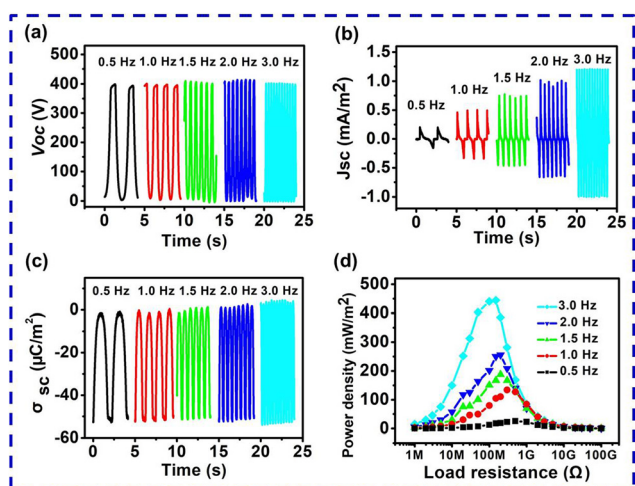 (a)
500
400
300
200
100
0
Voc (V)
0.5 Hz 1.0 Hz 1.5 Hz 2.0 Hz 3.0 Hz
0 5 10 15 20 25
Time (s)
(b)
1.0
0.5
0.0
-0.5
-1.0
Jsc (mA/m²)
0.5 Hz
1.0 Hz
1.5 Hz
2.0 Hz
3.0 Hz
0 5 10 15 20 25
Time (s)
(c)
0
-20
-40
-60
σ sc (μC/m²)
0.5 Hz 1.0 Hz 1.5 Hz 2.0 Hz 3.0 Hz
0 5 10 15 20 25
Time (s)
(d)
500
400
300
200
100
0
Power density (mW/m²)
3.0 Hz
2.0 Hz
1.5 Hz
1.0 Hz
0.5 Hz
1M 10M 100M 1G 10G 100G
Load resistance (Ω)